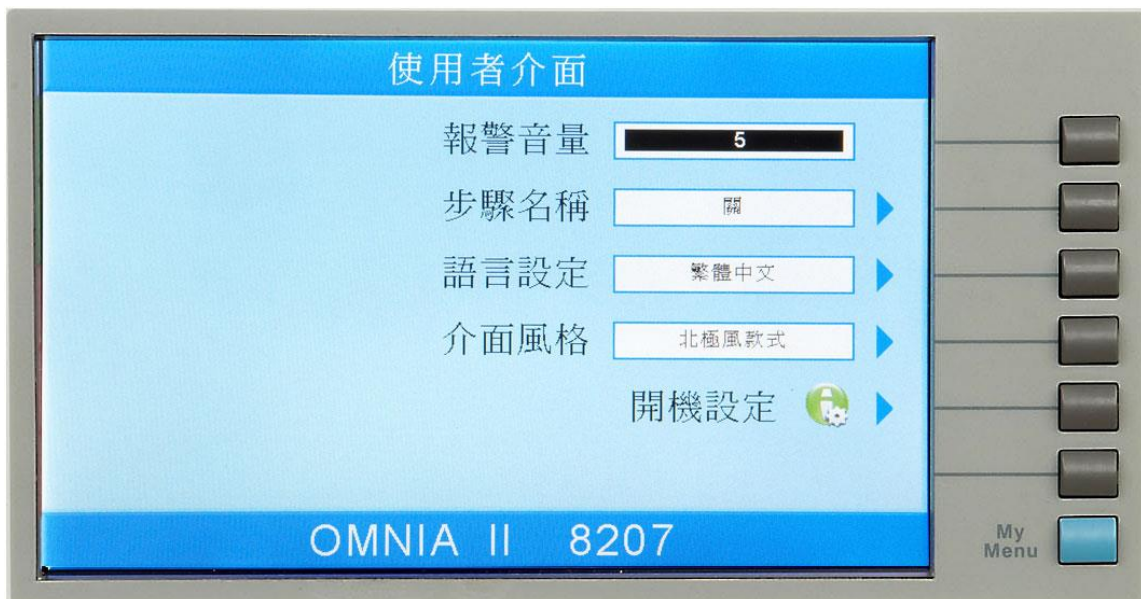 使用者介面
報警音量 5
步驟名稱 關
語言設定 繁體中文
介面風格 北極風款式
開機設定
OMNIA II 8207
My
Menu